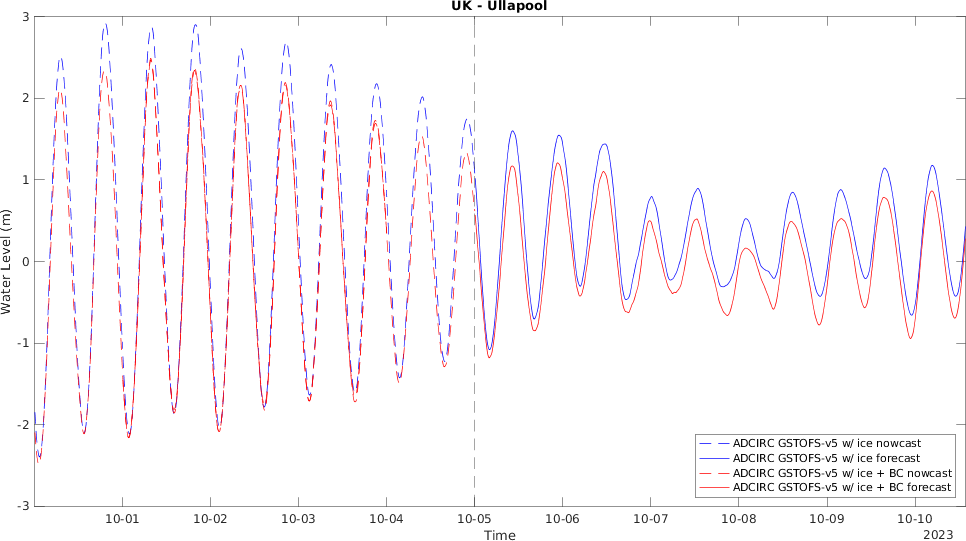 UK - Ullapool
3
2
1
0
-1
-2
-3
Water Level (m)
10-01 10-02 10-03 10-04 10-05 10-06 10-07 10-08 10-09 10-10
Time
2023
ADCIRC GSTOFS-v5 w/ ice nowcast
ADCIRC GSTOFS-v5 w/ ice forecast
ADCIRC GSTOFS-v5 w/ ice + BC nowcast
ADCIRC GSTOFS-v5 w/ ice + BC forecast